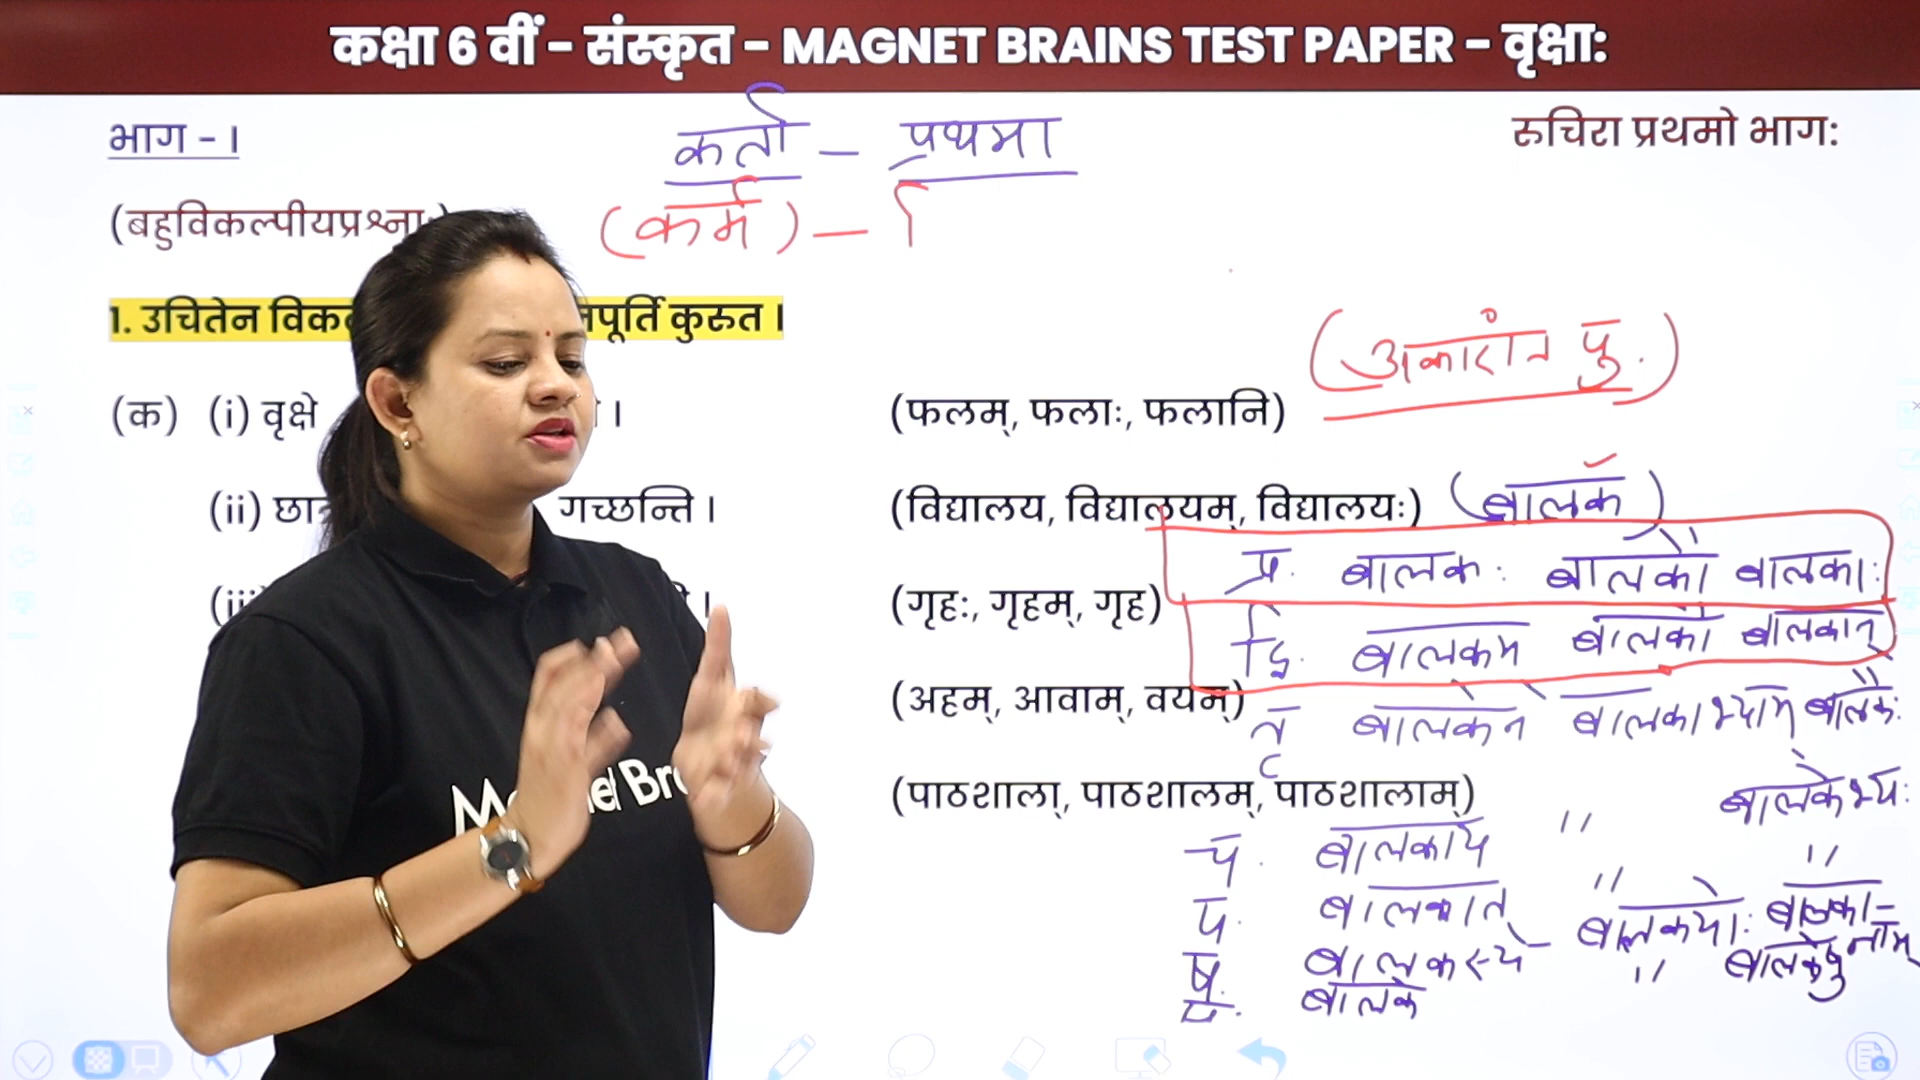 कक्षा 6 वीं - संस्कृत - MAGNET BRAINS TEST PAPER - वृक्षा:
भाग - I
रुचिरा प्रथमो भाग:
कर्ता - प्रथमा
(बहुविकल्पीयप्रश्ना
(कर्म) -
1. उचितेन
पूर्ति कुरुत ।
(अकारांत पु.)
(क) (i) वृक्षे
।
(फलम्, फलाः, फलानि)
(ii)
गच्छन्ति ।
(विद्यालय, विद्यालयम्, विद्यालयः)
(बालक)
प्र. बालकः बालकौ बालकाः
(iii)
।
(गृहः, गृहम्, गृह)
द्वि. बालकम बालकौ बालकान्
(अहम्, आवाम्, वयम्)
तृ बालकेन बालकाभ्याम् बालकैः
(पाठशाला, पाठशालम्, पाठशालाम्)
बालकेभ्यः
च. बालकाय "
प. बालकात् " "
ष. बालकस्य - बालकयोः बालकानाम्
बालके " बालकेषु